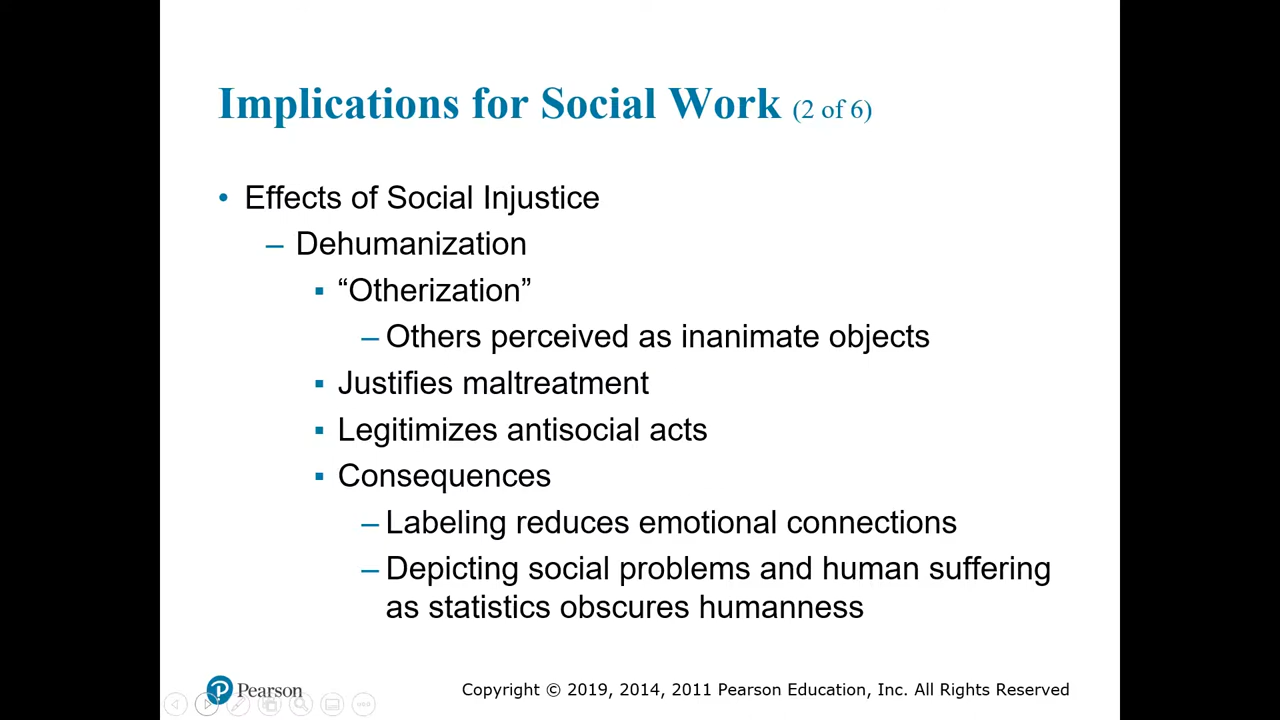 Implications for Social Work (2 of 6)
• Effects of Social Injustice
– Dehumanization
▪ “Otherization”
– Others perceived as inanimate objects
▪ Justifies maltreatment
▪ Legitimizes antisocial acts
▪ Consequences
– Labeling reduces emotional connections
– Depicting social problems and human suffering
as statistics obscures humanness
Pearson
Copyright © 2019, 2014, 2011 Pearson Education, Inc. All Rights Reserved